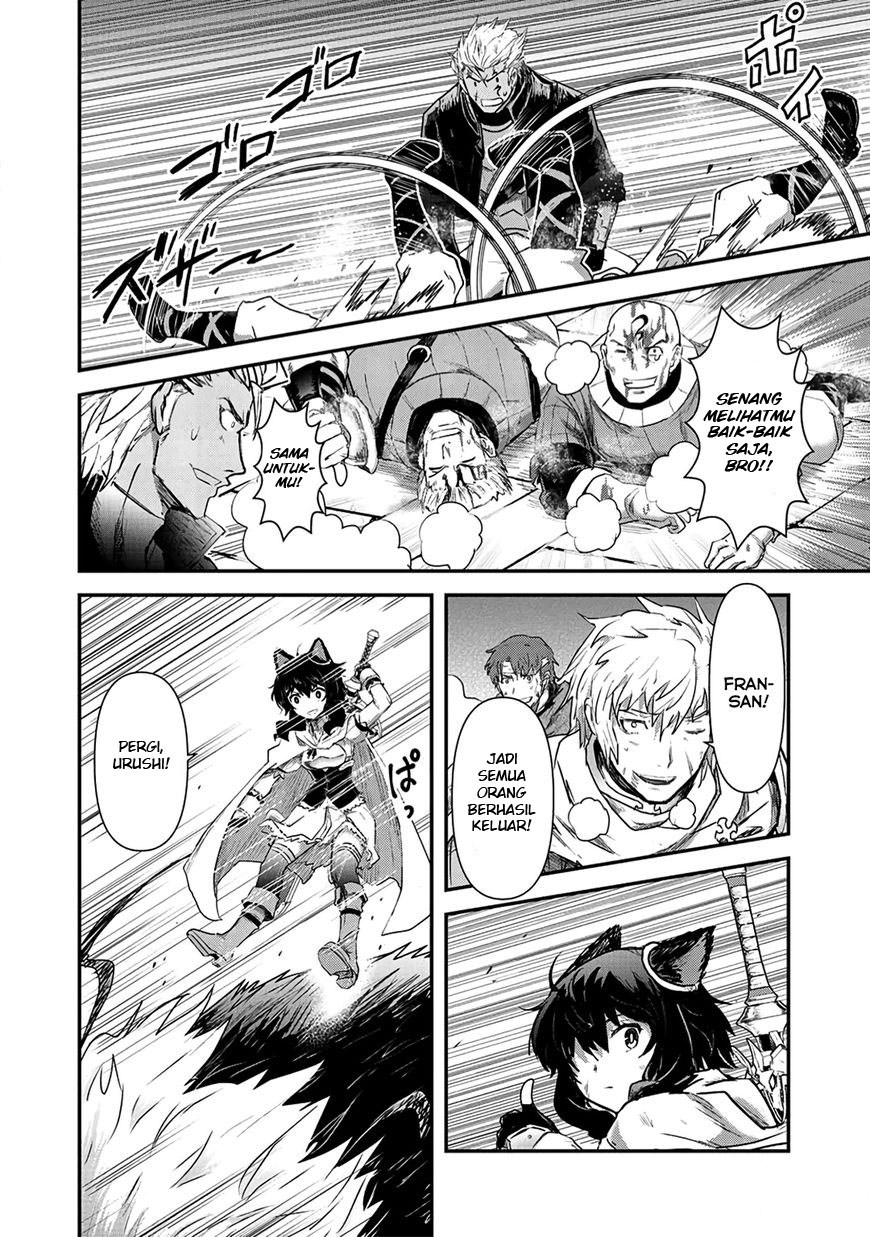 ポイ
ゴロ
ゴロ
ズザー〜
SENANG
MELIHATMU
BAIK-BAIK
SAJA,
BRO!!
SAMA
UNTUK-
MU!
FRAN-
SAN!
JADI
SEMUA
ORANG
BERHASIL
KELUAR!
PERGI,
URUSHI!
ぱっ